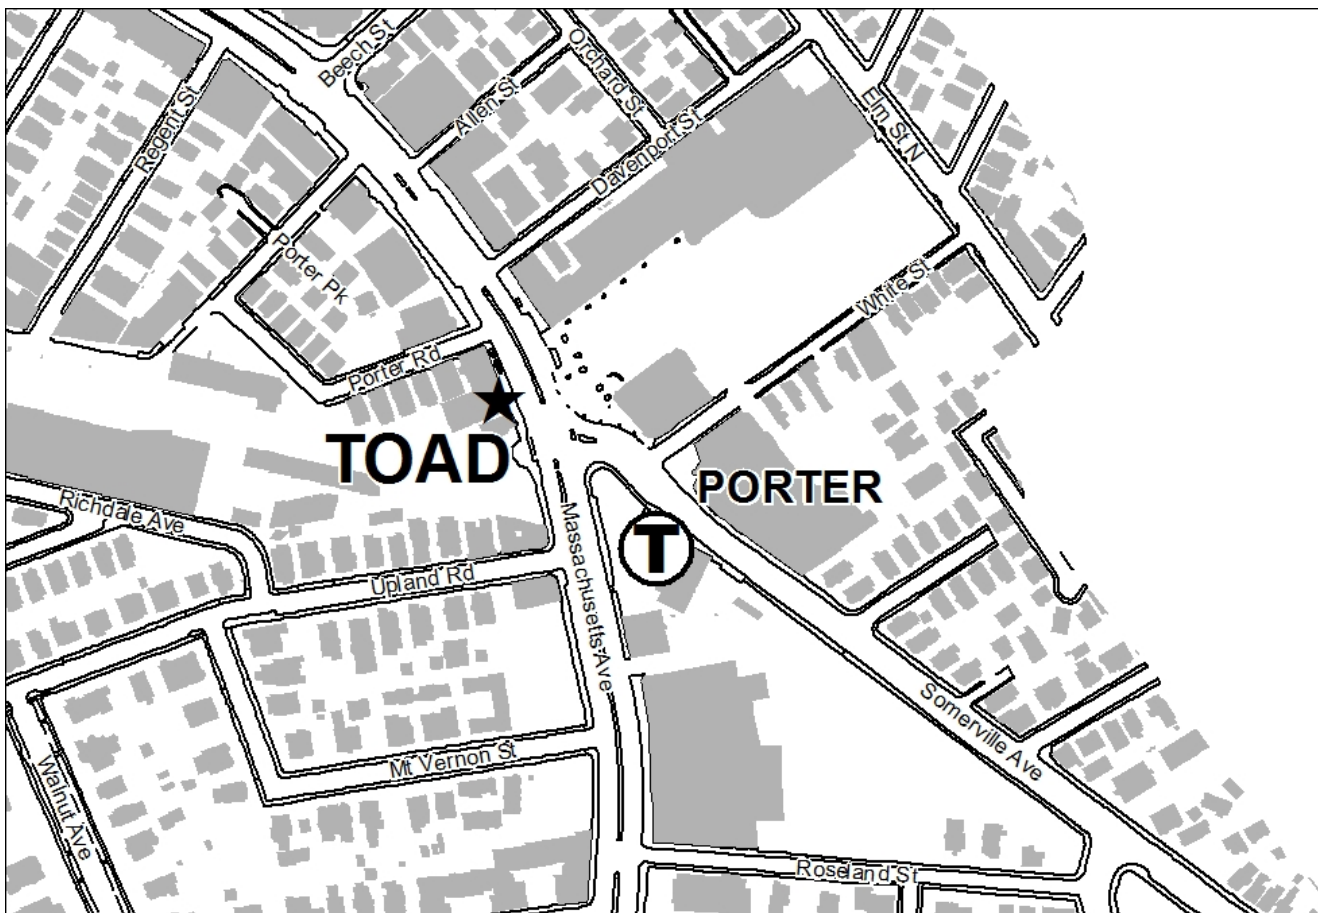 Beech St
Orchard St
Allen St
Elm St N
Regent St
Davenport St
Porter Pk
White St
Porter Rd
TOAD
PORTER
T
Richdale Ave
Massachusetts Ave
Upland Rd
Somerville Ave
Mt Vernon St
Walnut Ave
Roseland St